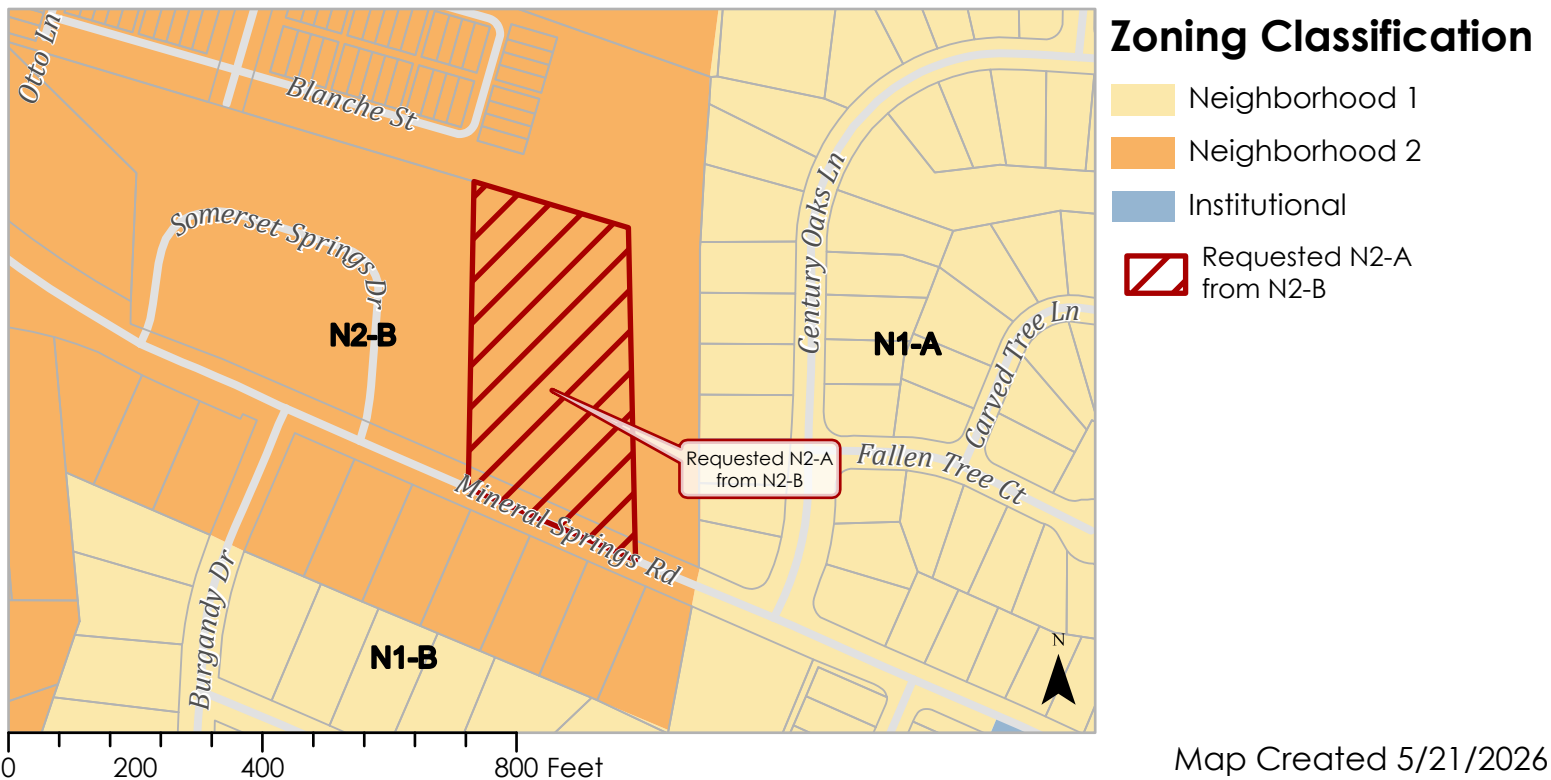 Zoning Classification
Neighborhood 1
Neighborhood 2
Institutional
Requested N2-A
from N2-B
Otto Ln
Blanche St
Somerset Springs Dr
N2-B
Century Oaks Ln
N1-A
Carved Tree Ln
Requested N2-A
from N2-B
Fallen Tree Ct
Mineral Springs Rd
Burgandy Dr
N1-B
N
0 200 400 800 Feet
Map Created 5/21/2026